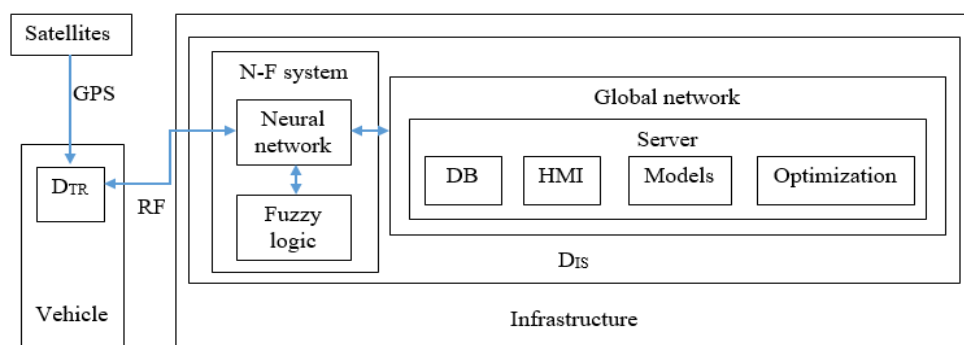 Satellites
GPS
DTR
RF
Vehicle
N-F system
Neural
network
Fuzzy
logic
Global network
Server
DB
HMI
Models
Optimization
DIS
Infrastructure